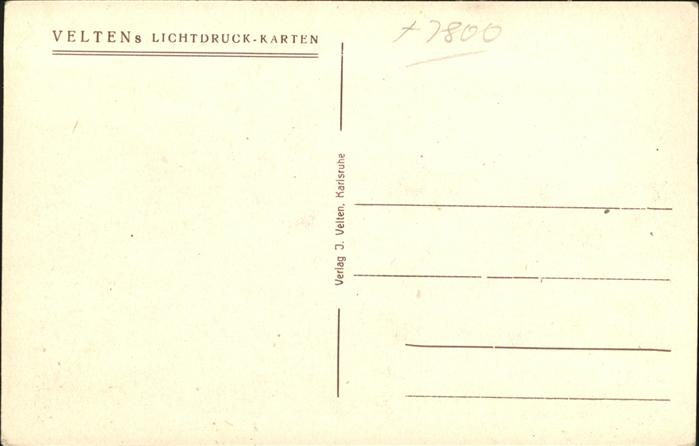 VELTENs LICHTDRUCK-KARTEN
+ 7800
Verlag J. Velten, Karlsruhe